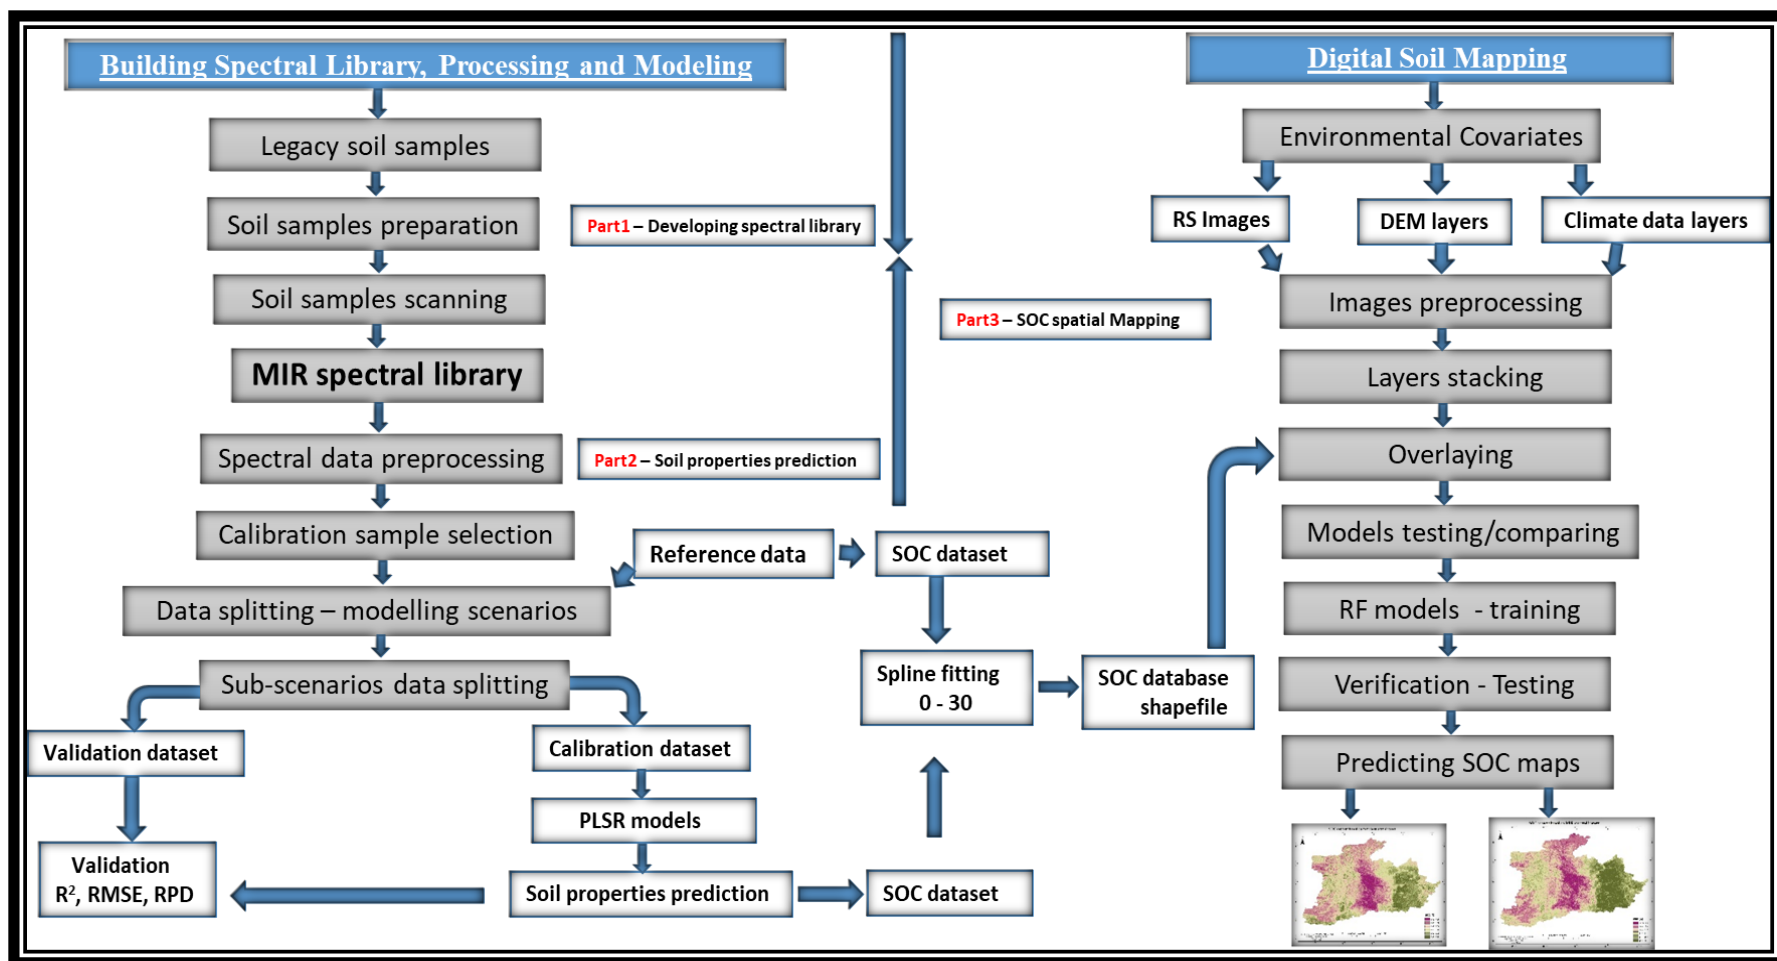 Building Spectral Library, Processing and Modeling
Legacy soil samples
Soil samples preparation
Part1 – Developing spectral library
Soil samples scanning
MIR spectral library
Spectral data preprocessing
Part2 – Soil properties prediction
Calibration sample selection
Reference data
SOC dataset
Data splitting – modelling scenarios
Sub-scenarios data splitting
Validation dataset
Calibration dataset
PLSR models
Validation
R², RMSE, RPD
Soil properties prediction
SOC dataset
Spline fitting
0 - 30
SOC database
shapefile
Part3 – SOC spatial Mapping
Digital Soil Mapping
Environmental Covariates
RS Images
DEM layers
Climate data layers
Images preprocessing
Layers stacking
Overlaying
Models testing/comparing
RF models - training
Verification - Testing
Predicting SOC maps